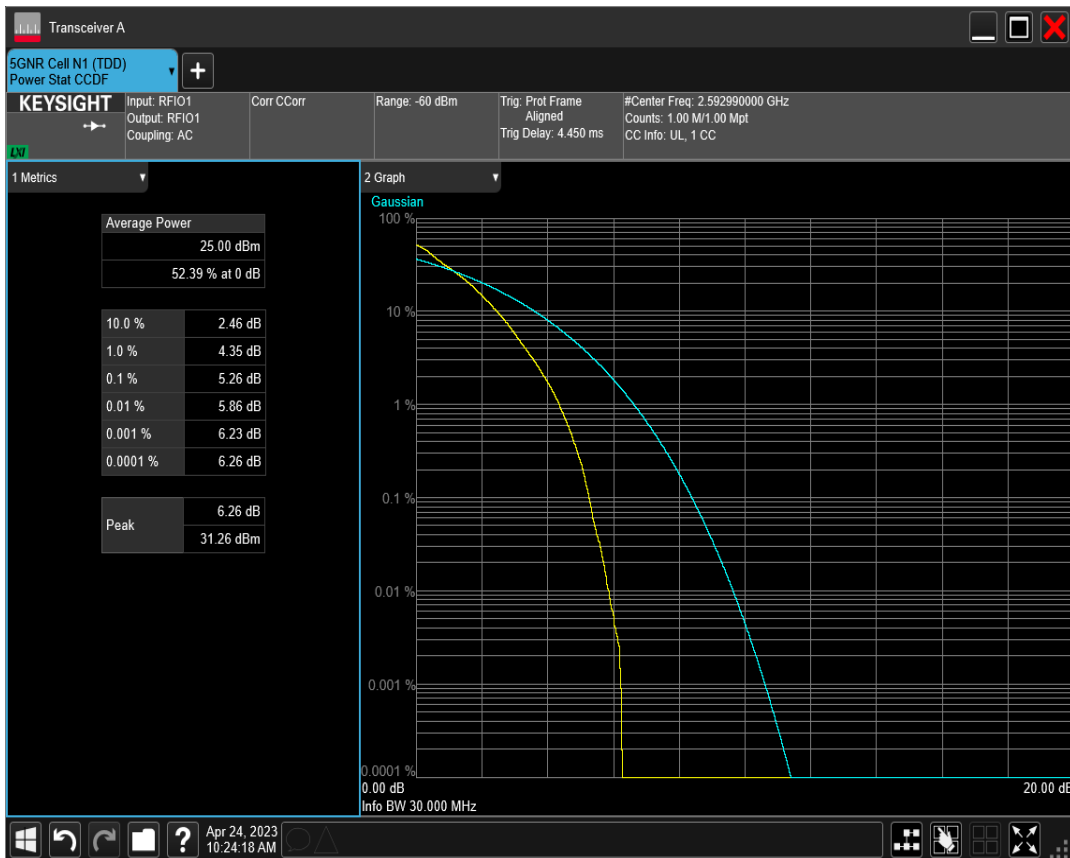 Transceiver A
5GNR Cell N1 (TDD)
Power Stat CCDF
+
KEYSIGHT
LXI
Input: RFIO1
Output: RFIO1
Coupling: AC
Corr CCorr
Range: -60 dBm
Trig: Prot Frame
Aligned
Trig Delay: 4.450 ms
#Center Freq: 2.592990000 GHz
Counts: 1.00 M/1.00 Mpt
CC Info: UL, 1 CC
1 Metrics
Average Power
25.00 dBm
52.39 % at 0 dB
10.0 % 2.46 dB
1.0 % 4.35 dB
0.1 % 5.26 dB
0.01 % 5.86 dB
0.001 % 6.23 dB
0.0001 % 6.26 dB
Peak
6.26 dB
31.26 dBm
2 Graph
Gaussian
100 %
10 %
1 %
0.1 %
0.01 %
0.001 %
0.0001 %
0.00 dB
20.00 dB
Info BW 30.000 MHz
?
Apr 24, 2023
10:24:18 AM